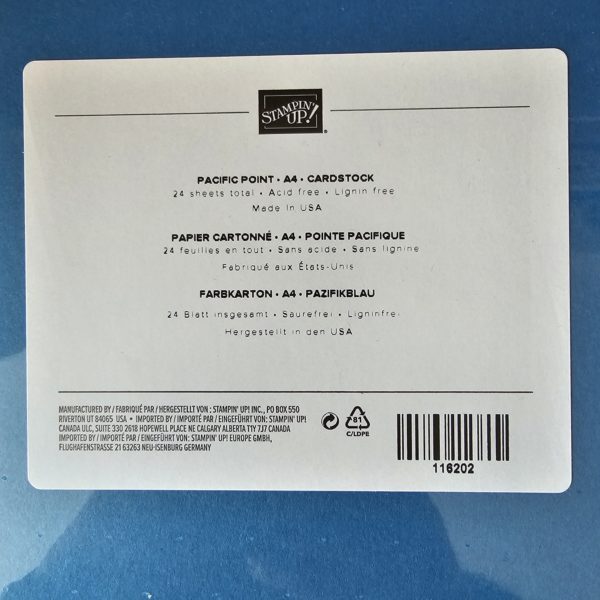 STAMPIN' UP!®
PACIFIC POINT • A4 • CARDSTOCK
24 sheets total • Acid free • Lignin free
Made in USA
PAPIER CARTONNÉ • A4 • POINTE PACIFIQUE
24 feuilles en tout • Sans acide • Sans lignine
Fabriqué aux États-Unis
FARBKARTON • A4 • PAZIFIKBLAU
24 Blatt insgesamt • Säurefrei • Ligninfrei
Hergestellt in den USA
MANUFACTURED BY / FABRIQUÉ PAR / HERGESTELLT VON : STAMPIN' UP! INC., PO BOX 550
RIVERTON UT 84065 USA • IMPORTED BY / IMPORTÉ PAR / EINGEFÜHRT VON : STAMPIN' UP!
CANADA ULC, SUITE 330 2618 HOPEWELL PLACE NE CALGARY ALBERTA T1Y 7J7 CANADA
IMPORTED BY / IMPORTÉ PAR / EINGEFÜHRT VON : STAMPIN' UP! EUROPE GMBH,
FLUGHAFENSTRASSE 21 63263 NEU-ISENBURG GERMANY
81
C/LDPE
116202